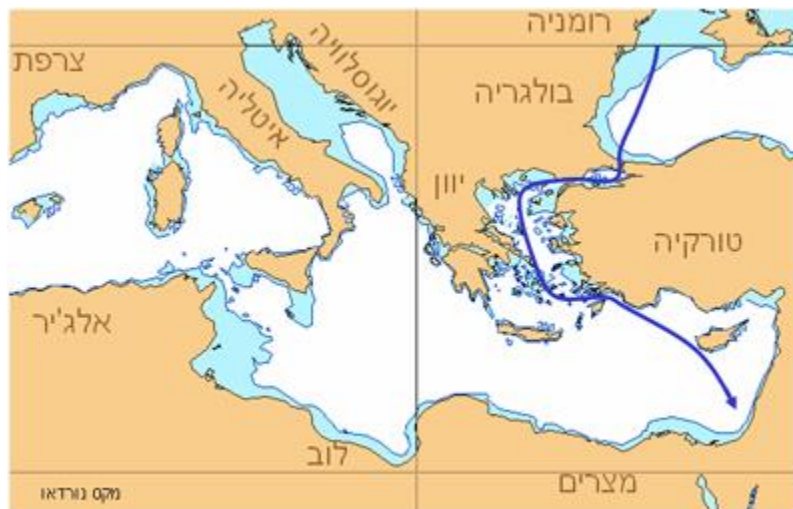 רומניה
צרפת
יוגוסלוויה
איטליה
בולגריה
יוון
טורקיה
אלג'יר
לוב
מצרים
מקס נורדאו